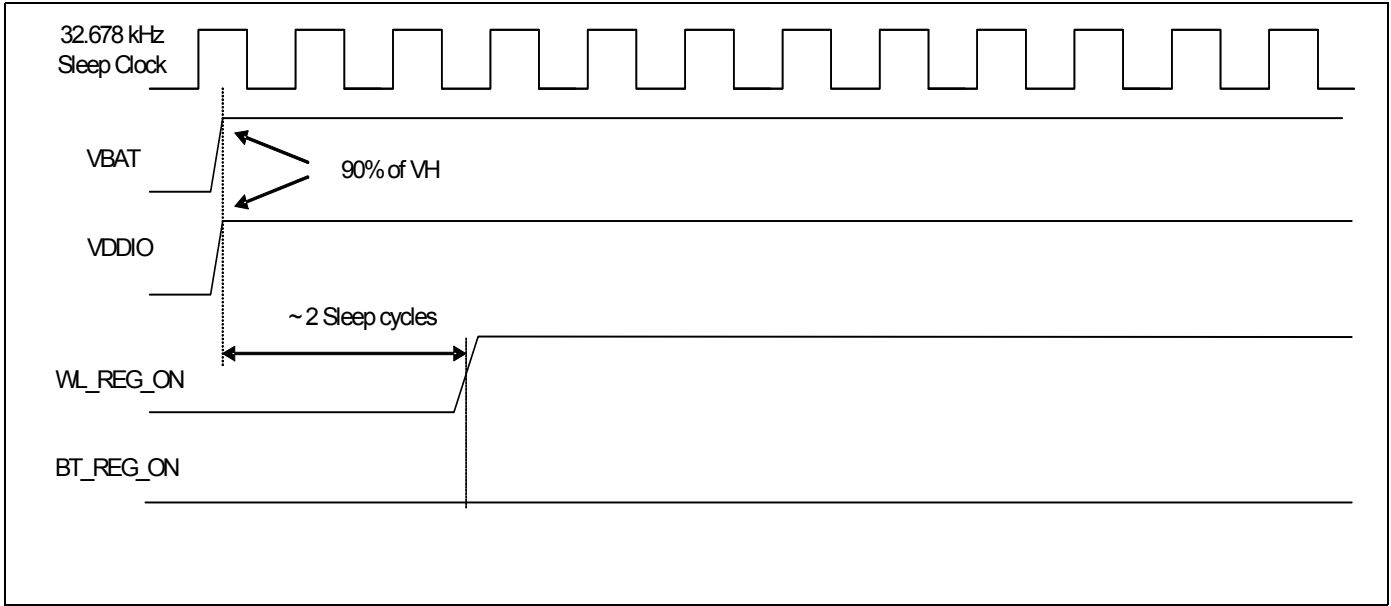 32.678 kHz
Sleep Clock
VBAT
90% of VH
VDDIO
~ 2 Sleep cycles
WL_REG_ON
BT_REG_ON